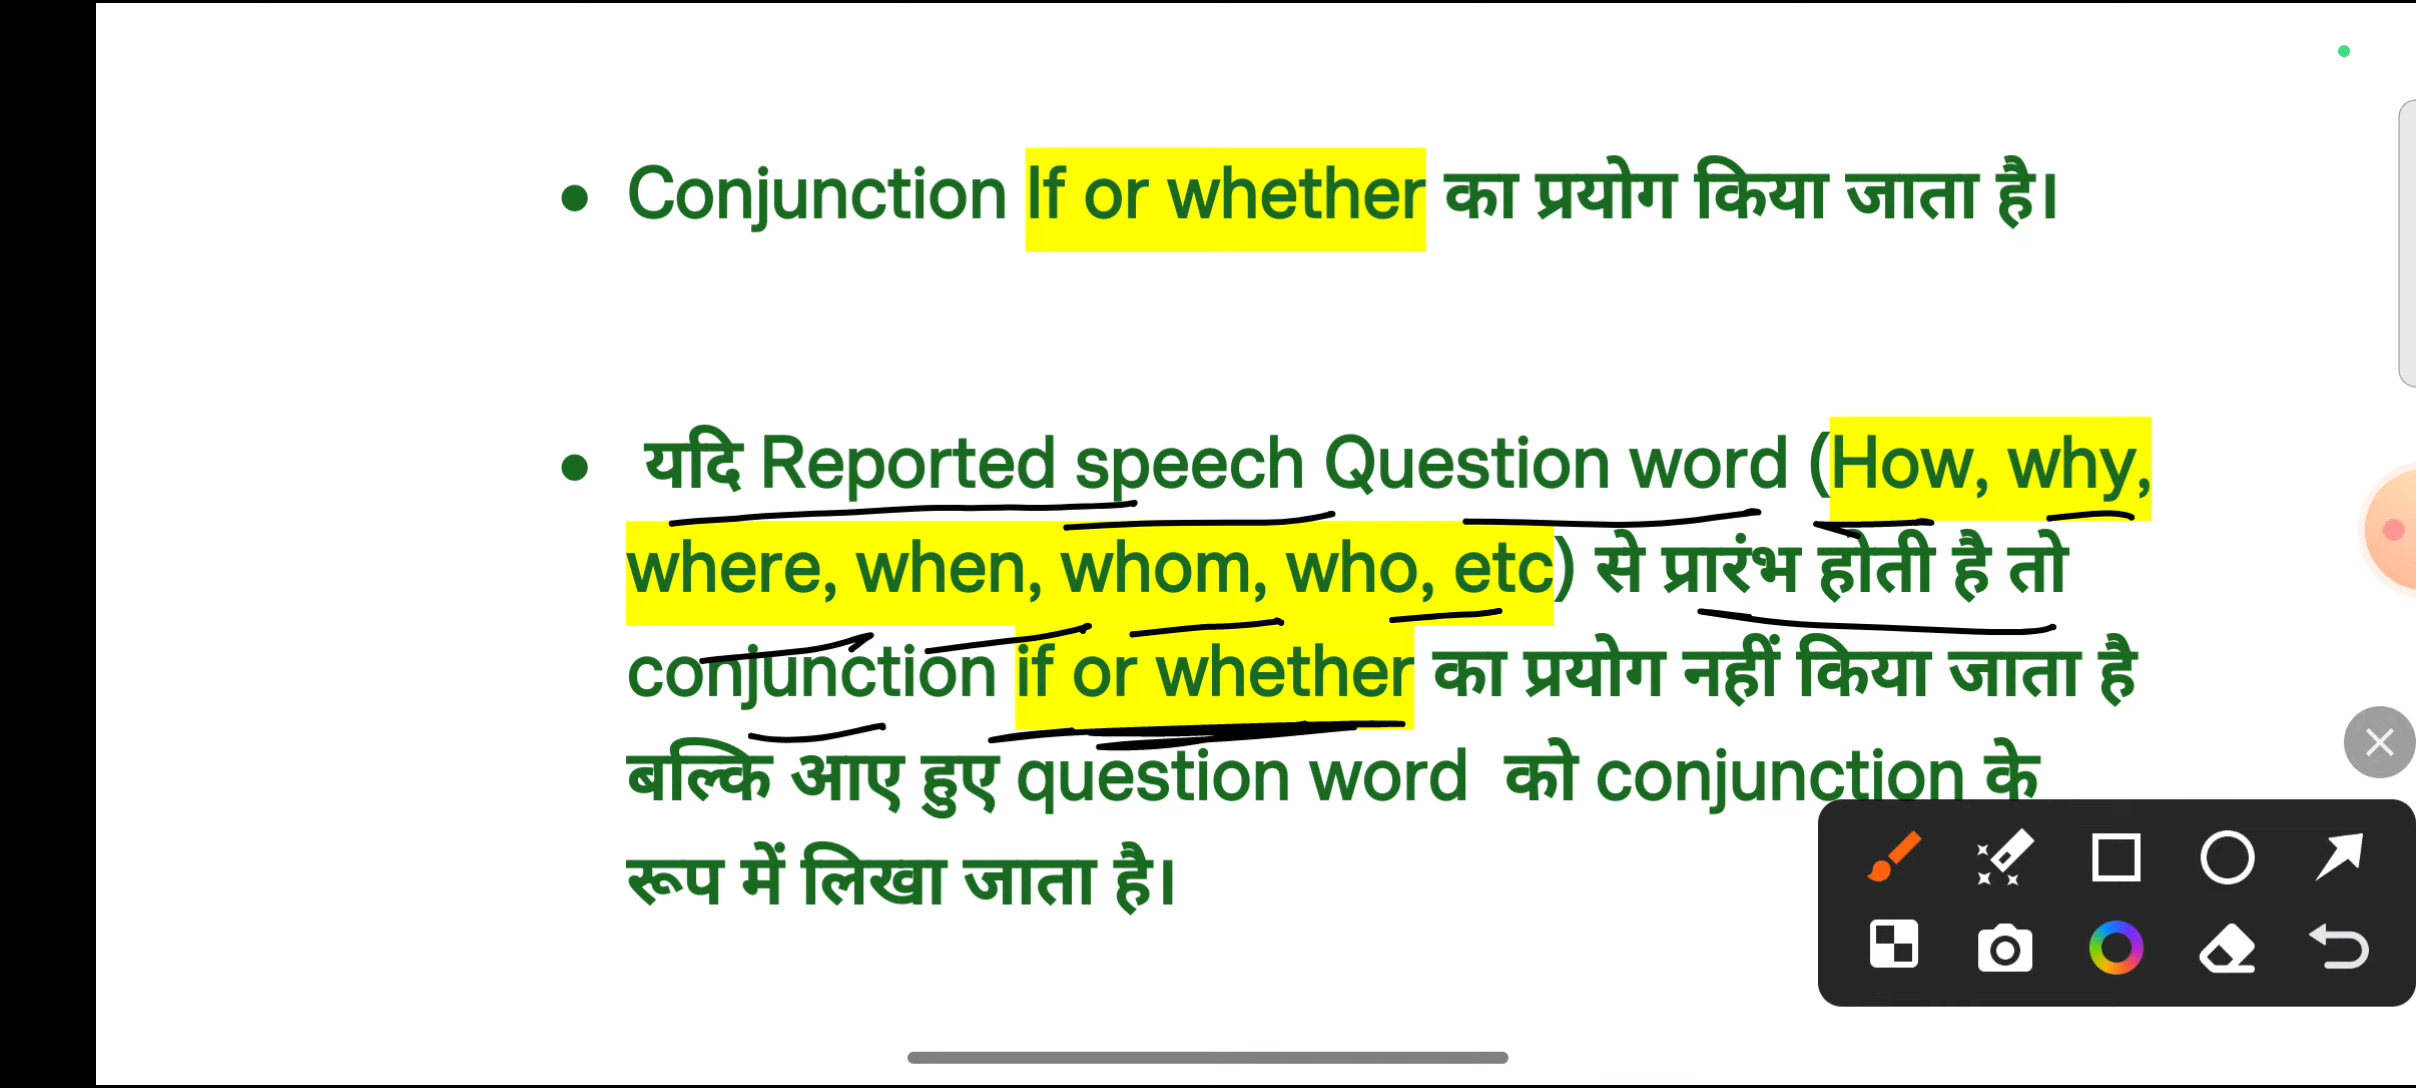 • Conjunction If or whether का प्रयोग किया जाता है।
• यदि Reported speech Question word (How, why,
where, when, whom, who, etc) से प्रारंभ होती है तो
conjunction if or whether का प्रयोग नहीं किया जाता है
बल्कि आए हुए question word को conjunction के
रूप में लिखा जाता है।